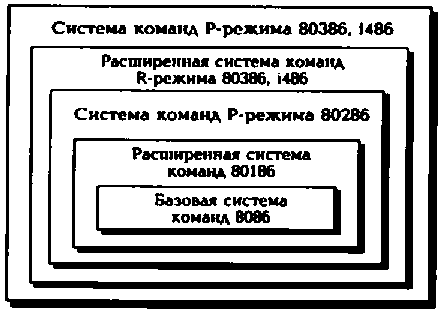 Система команд P-режима 80386, i486
Расширенная система команд
R-режима 80386, i486
Система команд P-режима 80286
Расширенная система
команд 80186
Базовая система
команд 8086